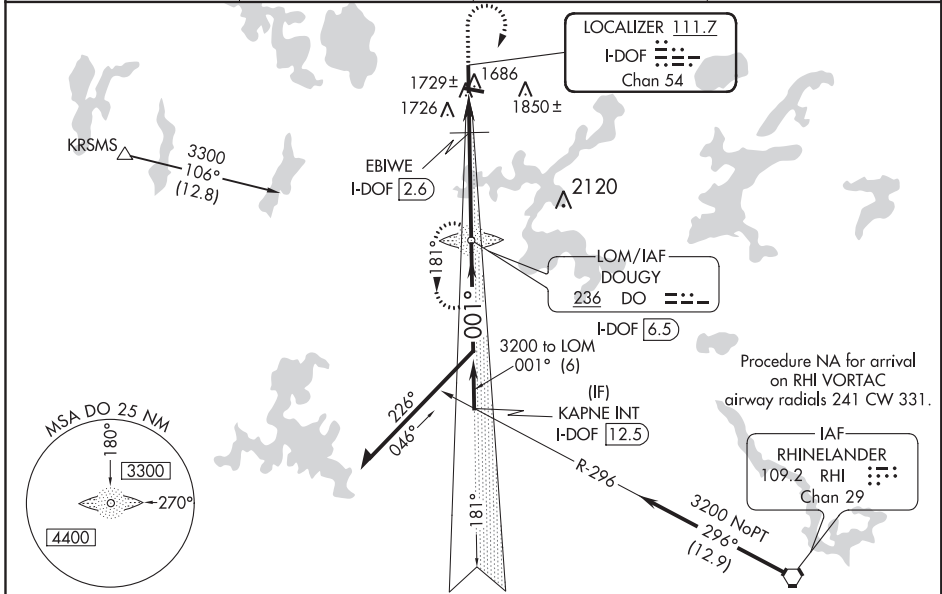 LOCALIZER 111.7
I-DOF
Chan 54
1729±
1686
1726
1850±
KRSMS
3300
106°
(12.8)
EBIWE
I-DOF 2.6
2120
181°
LOM/IAF
DOUGY
236 DO
I-DOF 6.5
001°
3200 to LOM
001° (6)
(IF)
KAPNE INT
I-DOF 12.5
226°
046°
Procedure NA for arrival
on RHI VORTAC
airway radials 241 CW 331.
IAF
RHINELANDER
109.2 RHI
Chan 29
R-296
3200 NoPT
296°
(12.9)
181°
MSA DO 25 NM
180°
3300
270°
4400